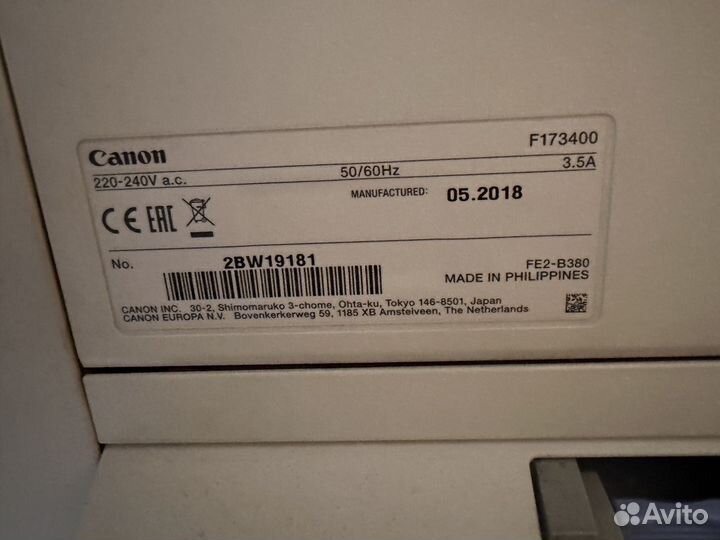 Canon
F173400
220-240V a.c.
50/60Hz
3.5A
MANUFACTURED: 05.2018
CE EAC
No. 2BW19181
FE2-B380
MADE IN PHILIPPINES
CANON INC. 30-2, Shimomaruko 3-chome, Ohta-ku, Tokyo 146-8501, Japan
CANON EUROPA N.V. Bovenkerkerweg 59, 1185 XB Amstelveen, The Netherlands
Avito